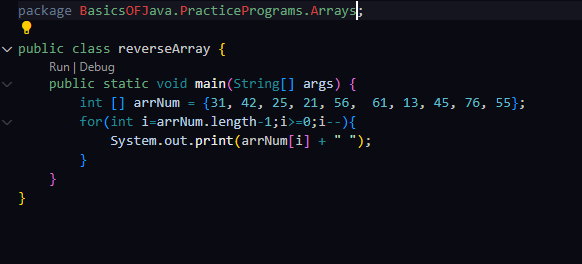 package BasicsOFJava.PracticePrograms.Arrays;
public class reverseArray {
Run | Debug
public static void main(String[] args) {
int [] arrNum = {31, 42, 25, 21, 56,  61, 13, 45, 76, 55};
for(int i=arrNum.length-1;i>=0;i--){
System.out.print(arrNum[i] + " ");
}
}
}